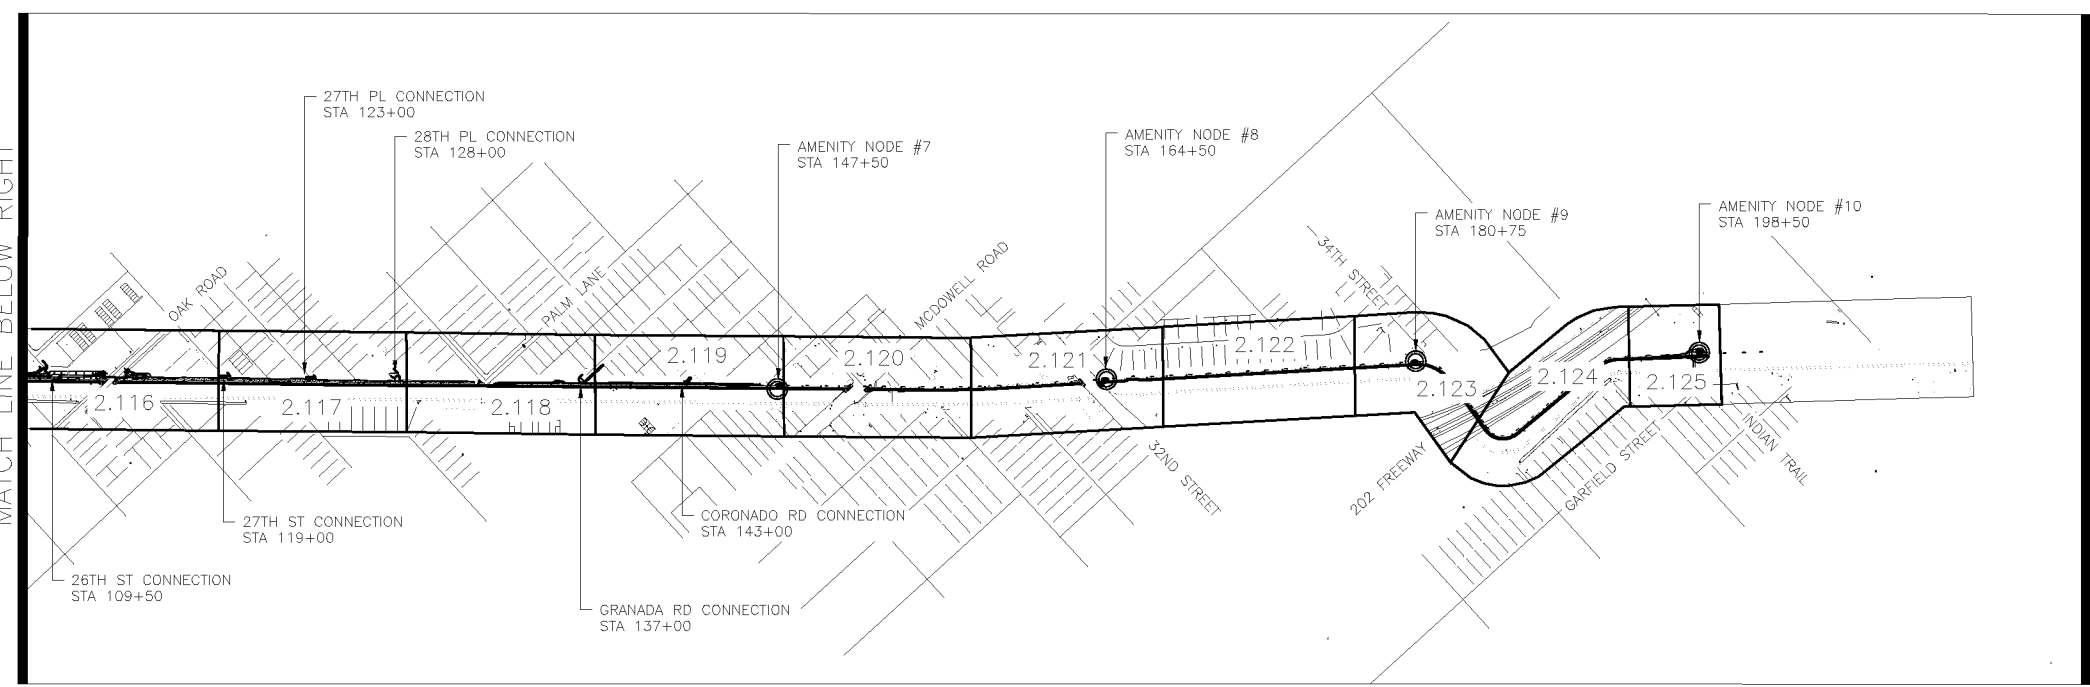 MATCH LINE BELOW RIGHT
27TH PL CONNECTION
STA 123+00
28TH PL CONNECTION
STA 128+00
AMENITY NODE #7
STA 147+50
AMENITY NODE #8
STA 164+50
AMENITY NODE #9
STA 180+75
AMENITY NODE #10
STA 198+50
OAK ROAD
PALM LANE
MCDOWELL ROAD
34TH STREET
2.116
2.117
2.118
2.119
2.120
2.121
2.122
2.123
2.124
2.125
32ND STREET
202 FREEWAY
GARFIELD STREET
INDIAN TRAIL
27TH ST CONNECTION
STA 119+00
26TH ST CONNECTION
STA 109+50
CORONADO RD CONNECTION
STA 143+00
GRANADA RD CONNECTION
STA 137+00